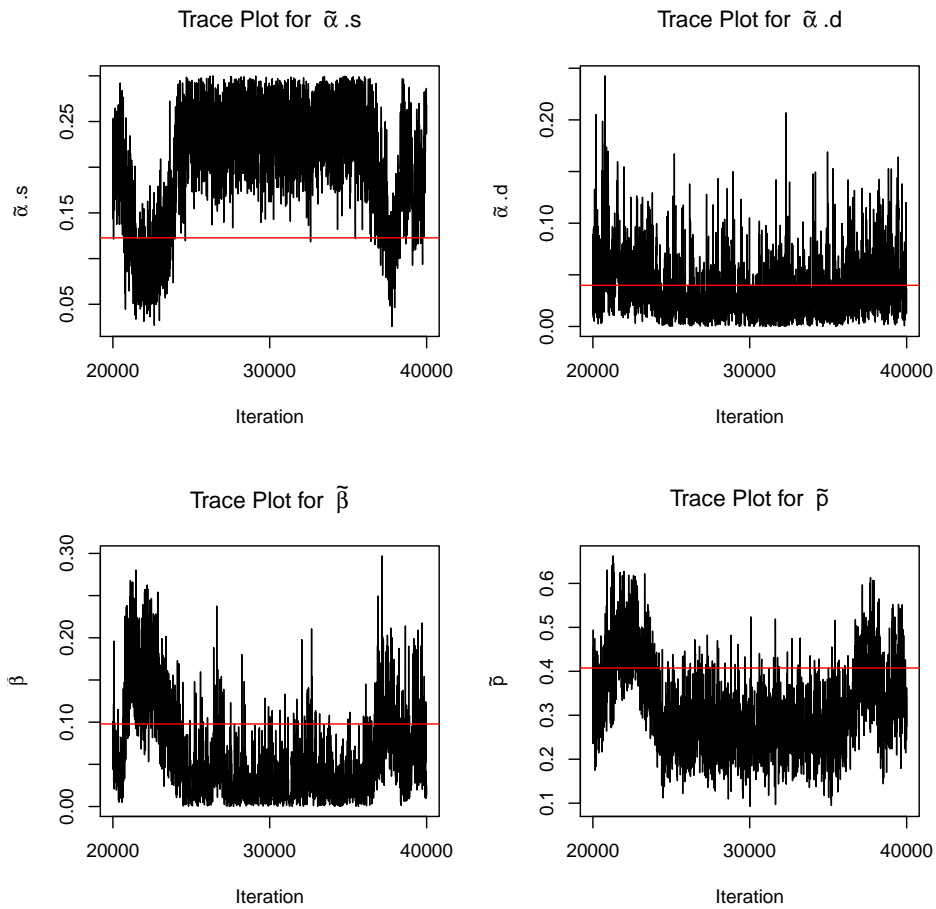 Trace Plot for α̃ .s
α̃ .s
0.25
0.15
0.05
20000 30000 40000
Iteration
Trace Plot for α̃ .d
α̃ .d
0.20
0.10
0.00
20000 30000 40000
Iteration
Trace Plot for β̃
β̃
0.30
0.20
0.10
0.00
20000 30000 40000
Iteration
Trace Plot for p̃
p̃
0.6
0.5
0.4
0.3
0.2
0.1
20000 30000 40000
Iteration